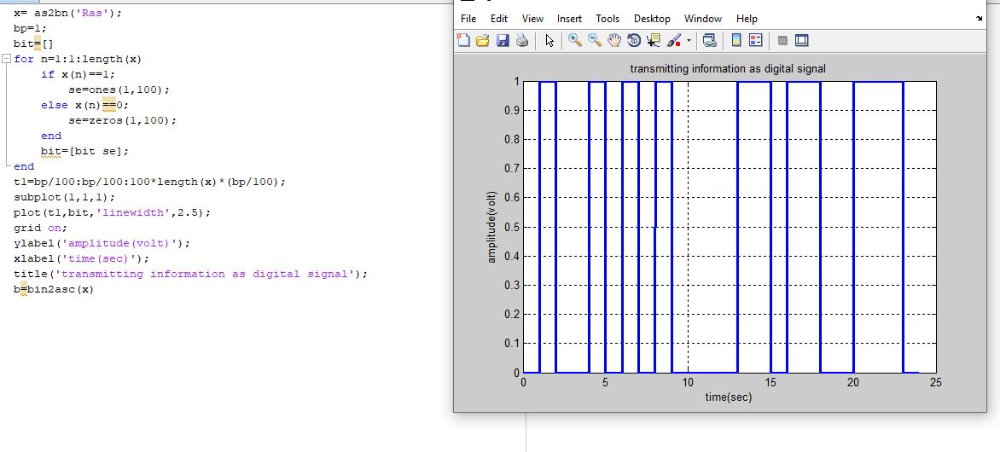 x= as2bn('Ras');
bp=1;
bit=[]
for n=1:1:length(x)
if x(n)==1;
se=ones(1,100);
else x(n)==0;
se=zeros(1,100);
end
bit=[bit se];
end
t1=bp/100:bp/100:100*length(x)*(bp/100);
subplot(1,1,1);
plot(t1,bit,'linewidth',2.5);
grid on;
ylabel('amplitude(volt)');
xlabel('time(sec)');
title('transmitting information as digital signal');
b=bin2asc(x)
File Edit View Insert Tools Desktop Window Help
transmitting information as digital signal
1
0.9
0.8
0.7
0.6
0.5
0.4
0.3
0.2
0.1
0
amplitude(volt)
0 5 10 15 20 25
time(sec)